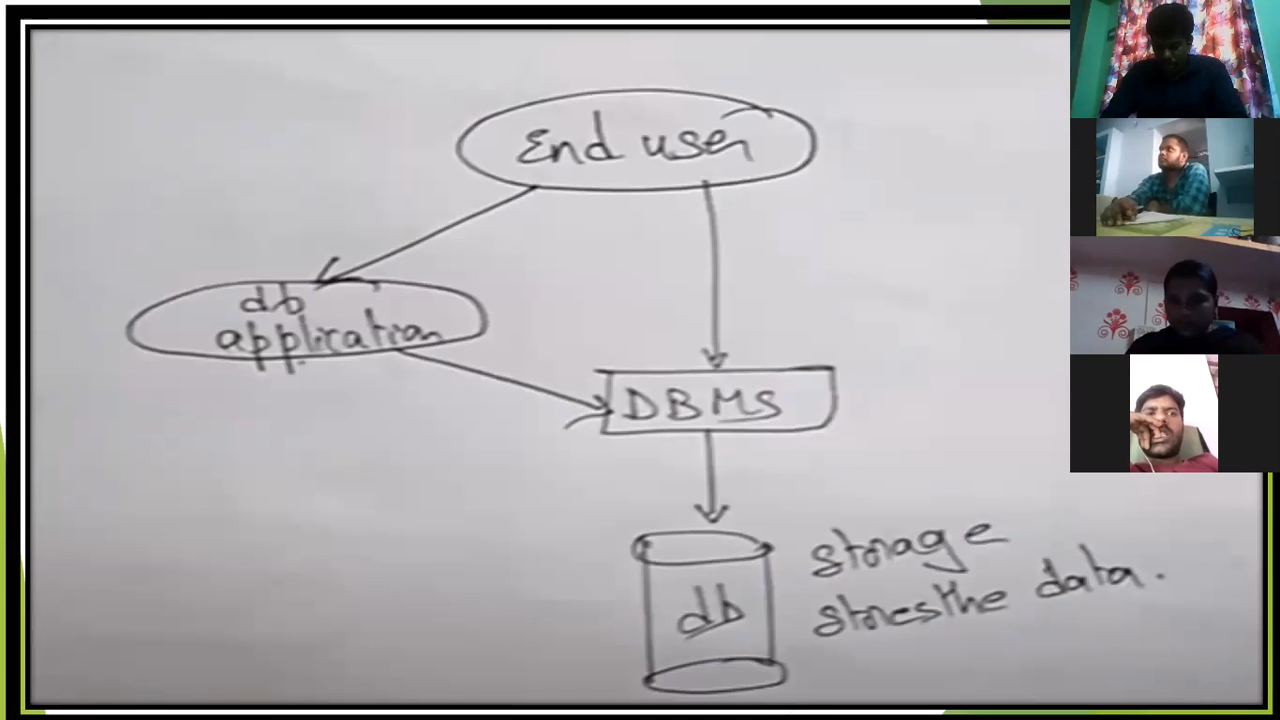 End user
db
application
DBMS
db
storage
stores the data.